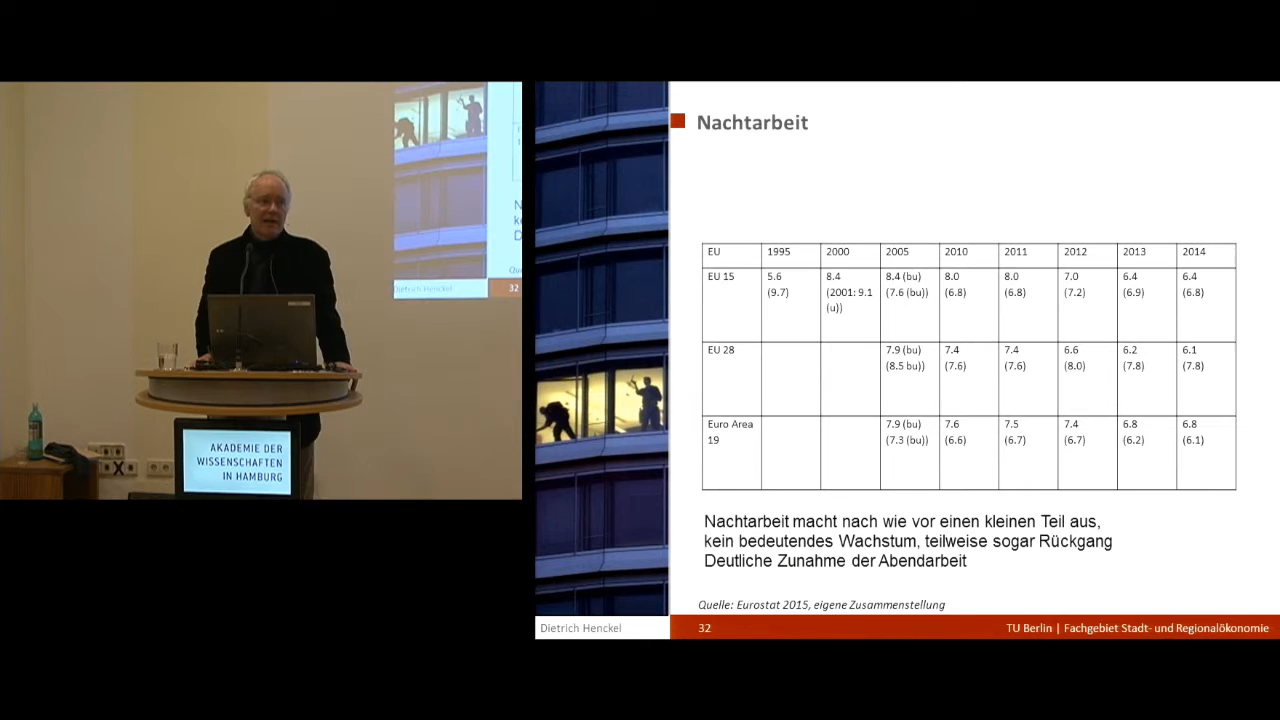 Nachtarbeit
EU 1995 2000 2005 2010 2011 2012 2013 2014
EU 15 5.6 8.4 8.4 (bu) 8.0 8.0 7.0 6.4 6.4
(9.7) (2001: 9.1 (7.6 (bu)) (6.8) (6.8) (7.2) (6.9) (6.8)
(u))
EU 28 7.9 (bu) 7.4 7.4 6.6 6.2 6.1
(8.5 bu)) (7.6) (7.6) (8.0) (7.8) (7.8)
Euro Area 7.9 (bu) 7.6 7.5 7.4 6.8 6.8
19 (7.3 (bu)) (6.6) (6.7) (6.7) (6.2) (6.1)
Nachtarbeit macht nach wie vor einen kleinen Teil aus,
kein bedeutendes Wachstum, teilweise sogar Rückgang
Deutliche Zunahme der Abendarbeit
Quelle: Eurostat 2015, eigene Zusammenstellung
Dietrich Henckel 32 TU Berlin | Fachgebiet Stadt- und Regionalökonomie
Dietrich Henckel 32
AKADEMIE DER
WISSENSCHAFTEN
IN HAMBURG